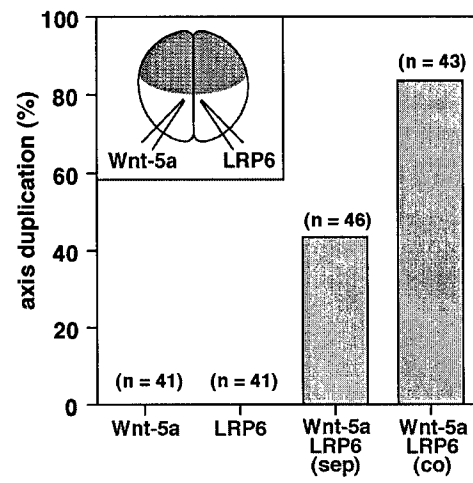 100
80
60
40
20
0
axis duplication (%)
Wnt-5a LRP6
(n = 41) (n = 41) (n = 46) (n = 43)
Wnt-5a
LRP6
Wnt-5a
LRP6
(sep)
Wnt-5a
LRP6
(co)